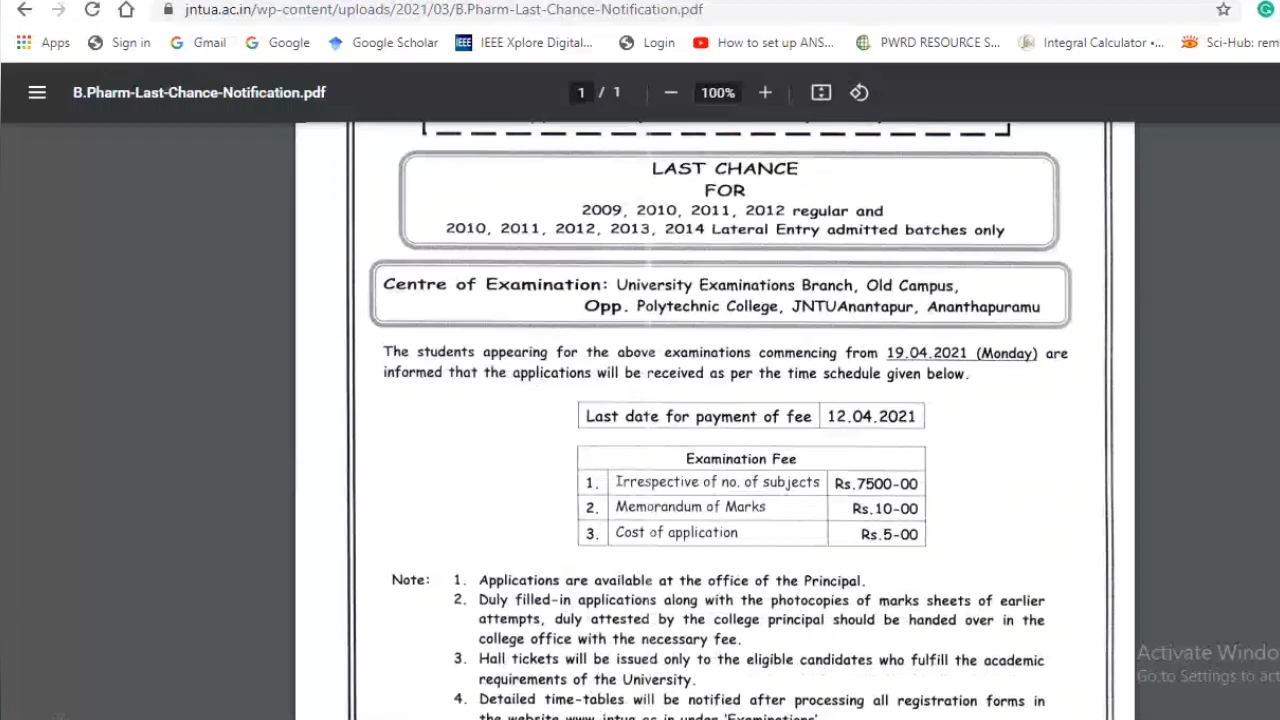 jntua.ac.in/wp-content/uploads/2021/03/B.Pharm-Last-Chance-Notification.pdf
Apps Sign in Gmail Google Google Scholar IEEE IEEE Xplore Digital... Login How to set up ANS... PWRD RESOURCE S... Integral Calculator •... Sci-Hub: rem
B.Pharm-Last-Chance-Notification.pdf 1 / 1 100%
LAST CHANCE
FOR
2009, 2010, 2011, 2012 regular and
2010, 2011, 2012, 2013, 2014 Lateral Entry admitted batches only
Centre of Examination: University Examinations Branch, Old Campus,
Opp. Polytechnic College, JNTUAnantapur, Ananthapuramu
The students appearing for the above examinations commencing from 19.04.2021 (Monday) are
informed that the applications will be received as per the time schedule given below.
Last date for payment of fee 12.04.2021
Examination Fee
1. Irrespective of no. of subjects Rs.7500-00
2. Memorandum of Marks Rs.10-00
3. Cost of application Rs.5-00
Note: 1. Applications are available at the office of the Principal.
2. Duly filled-in applications along with the photocopies of marks sheets of earlier
attempts, duly attested by the college principal should be handed over in the
college office with the necessary fee.
3. Hall tickets will be issued only to the eligible candidates who fulfill the academic
requirements of the University.
4. Detailed time-tables will be notified after processing all registration forms in
the website www.jntua.ac.in under 'Examinations'
Activate Windo
Go to Settings to act